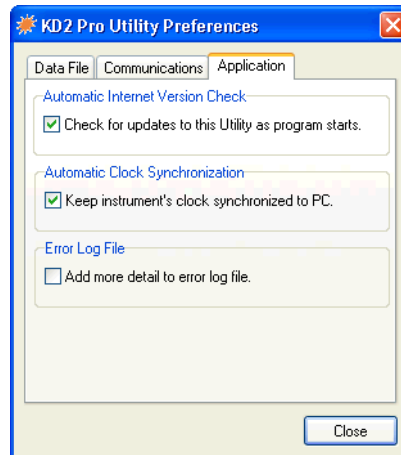 KD2 Pro Utility Preferences
Data File Communications Application
Automatic Internet Version Check
Check for updates to this Utility as program starts.
Automatic Clock Synchronization
Keep instrument's clock synchronized to PC.
Error Log File
Add more detail to error log file.
Close